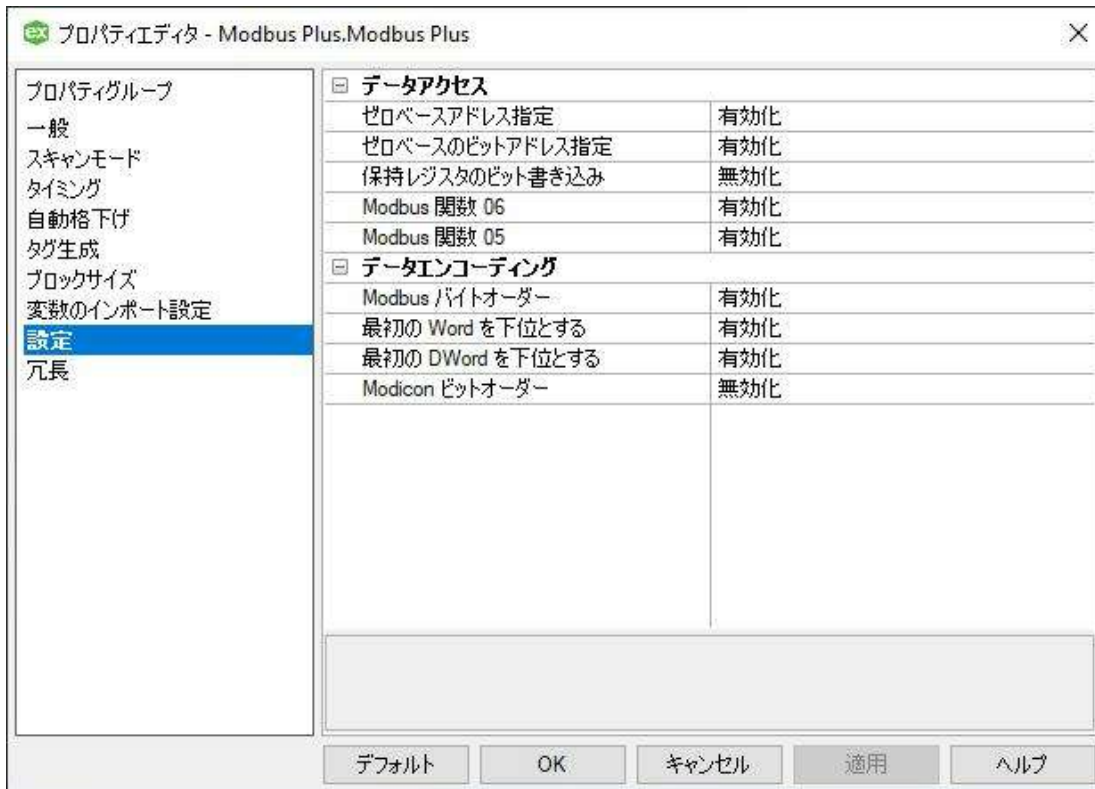 プロパティエディタ - Modbus Plus.Modbus Plus
プロパティグループ
一般
スキャンモード
タイミング
自動格下げ
タグ生成
ブロックサイズ
変数のインポート設定
設定
冗長
データアクセス
ゼロベースアドレス指定 有効化
ゼロベースのビットアドレス指定 有効化
保持レジスタのビット書き込み 無効化
Modbus 関数 06 有効化
Modbus 関数 05 有効化
データエンコーディング
Modbus バイトオーダー 有効化
最初の Word を下位とする 有効化
最初の DWord を下位とする 有効化
Modicon ビットオーダー 無効化
デフォルト OK キャンセル 適用 ヘルプ